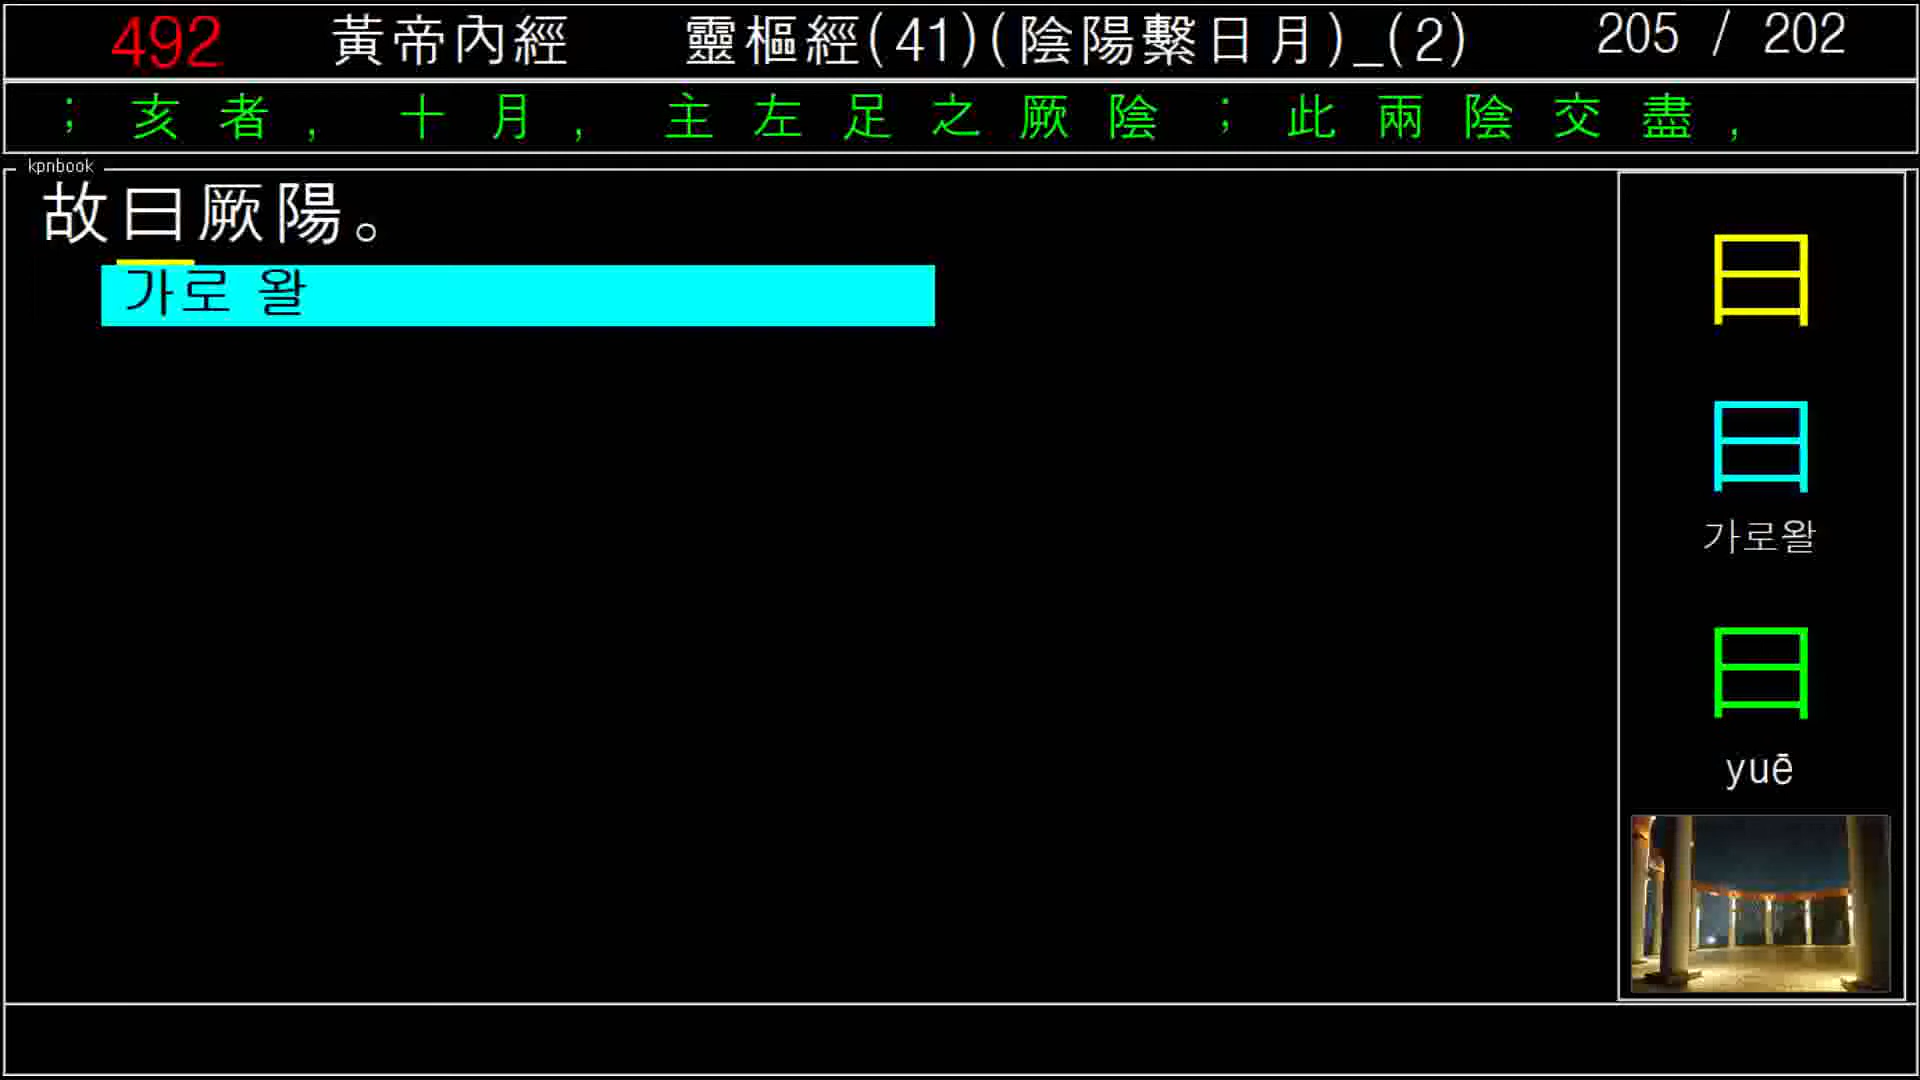 492 黃帝內經 靈樞經(41)(陰陽繫日月)_(2) 205 / 202
；亥者，十月，主左足之厥陰；此兩陰交盡，
kpnbook
故曰厥陽。
가로 왈
曰
曰
가로왈
曰
yuē